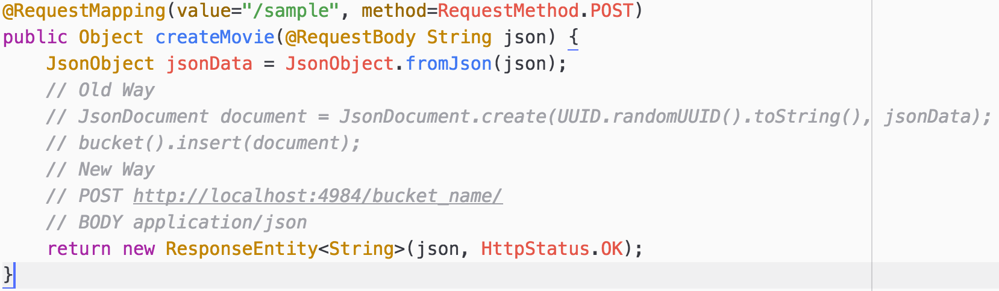 @RequestMapping(value="/sample", method=RequestMethod.POST)
public Object createMovie(@RequestBody String json) {
    JsonObject jsonData = JsonObject.fromJson(json);
    // Old Way
    // JsonDocument document = JsonDocument.create(UUID.randomUUID().toString(), jsonData);
    // bucket().insert(document);
    // New Way
    // POST http://localhost:4984/bucket_name/
    // BODY application/json
    return new ResponseEntity<String>(json, HttpStatus.OK);
}